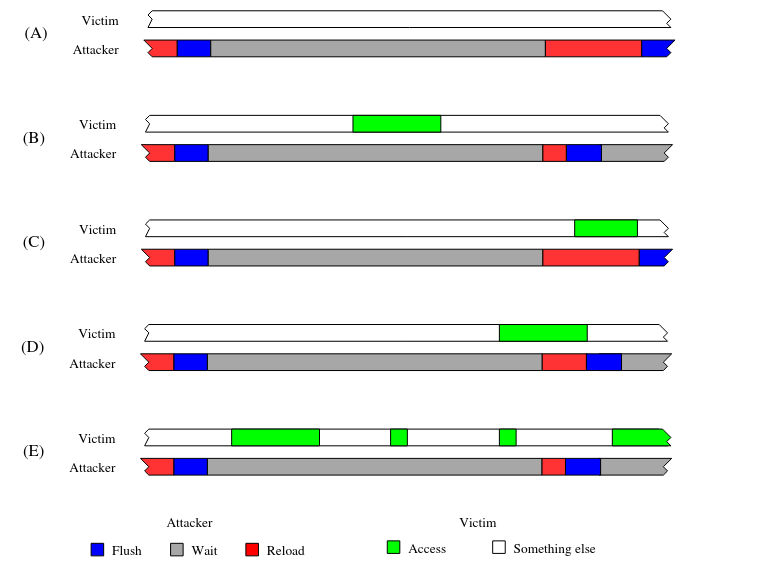 (A) Victim
Attacker
(B) Victim
Attacker
(C) Victim
Attacker
(D) Victim
Attacker
(E) Victim
Attacker
Attacker Victim
Flush Wait Reload Access Something else